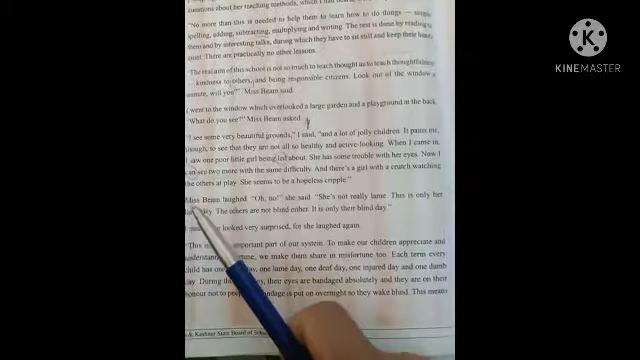 questions about her teaching methods, which I had
"No more than this is needed to help them to learn how to do things — simple
spelling, adding, subtracting, multiplying and writing. The rest is done by reading to
them and by interesting talks, during which they have to sit still and keep their hands
quiet. There are practically no other lessons.
"The real aim of this school is not so much to teach thought as to teach thoughtfulness
— kindness to others, and being responsible citizens. Look out of the window a
minute, will you?" Miss Beam said.
I went to the window which overlooked a large garden and a playground at the back.
"What do you see?" Miss Beam asked.
"I see some very beautiful grounds," I said, "and a lot of jolly children. It pains me,
though, to see that they are not all so healthy and active-looking. When I came in,
I saw one poor little girl being led about. She has some trouble with her eyes. Now I
can see two more with the same difficulty. And there's a girl with a crutch watching
the others at play. She seems to be a hopeless cripple."
Miss Beam laughed. "Oh, no!" she said. "She's not really lame. This is only her
lame day. The others are not blind either. It is only their blind day."
I looked very surprised, for she laughed again.
"This is important part of our system. To make our children appreciate and
understand we make them share in misfortune too. Each term every
child has one day, one lame day, one deaf day, one injured day and one dumb
day. During the their eyes are bandaged absolutely and they are on their
honour not to bandage is put on overnight so they wake blind. This means
& Kashmir State Board of
KINEMASTER